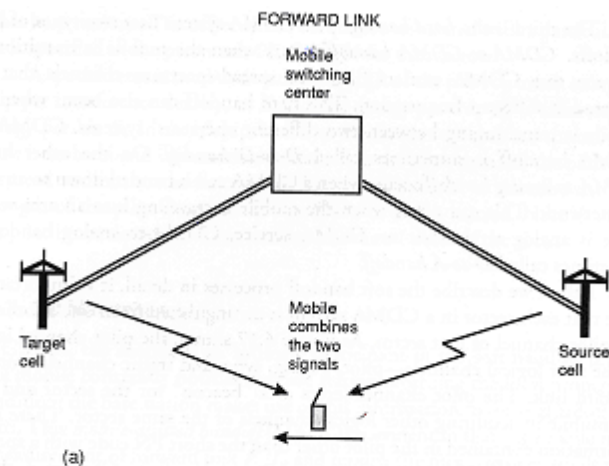 FORWARD LINK
Mobile
switching
center
Target
cell
Mobile
combines
the two
signals
Source
cell
(a)